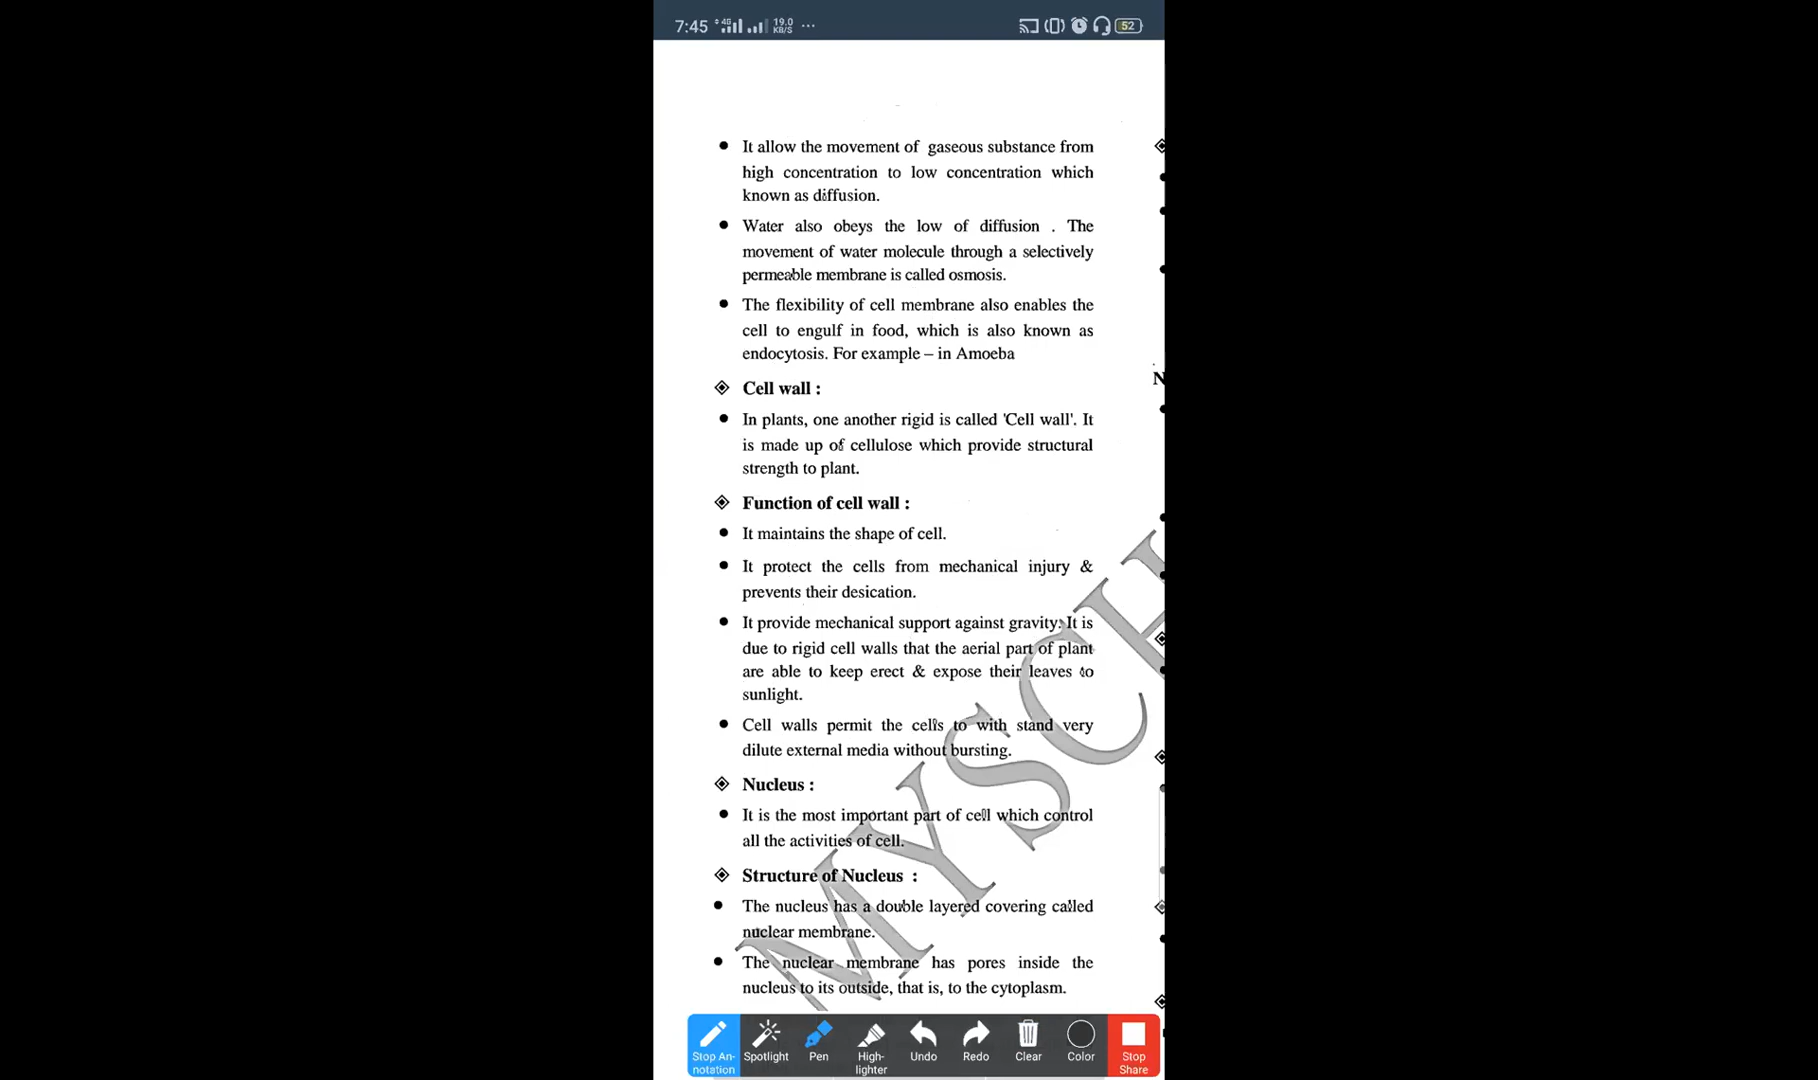 7:45 4G 19.0 KB/S ... 52
It allow the movement of gaseous substance from
high concentration to low concentration which
known as diffusion.
Water also obeys the low of diffusion . The
movement of water molecule through a selectively
permeable membrane is called osmosis.
The flexibility of cell membrane also enables the
cell to engulf in food, which is also known as
endocytosis. For example – in Amoeba
N
Cell wall :
In plants, one another rigid is called 'Cell wall'. It
is made up of cellulose which provide structural
strength to plant.
Function of cell wall :
It maintains the shape of cell.
It protect the cells from mechanical injury &
prevents their desication.
It provide mechanical support against gravity. It is
due to rigid cell walls that the aerial part of plant
are able to keep erect & expose their leaves to
sunlight.
Cell walls permit the cells to with stand very
dilute external media without bursting.
Nucleus :
It is the most important part of cell which control
all the activities of cell.
Structure of Nucleus :
The nucleus has a double layered covering called
nuclear membrane.
The nuclear membrane has pores inside the
nucleus to its outside, that is, to the cytoplasm.
MYSCH
Stop An-
notation
Spotlight
Pen
High-
lighter
Undo
Redo
Clear
Color
Stop
Share